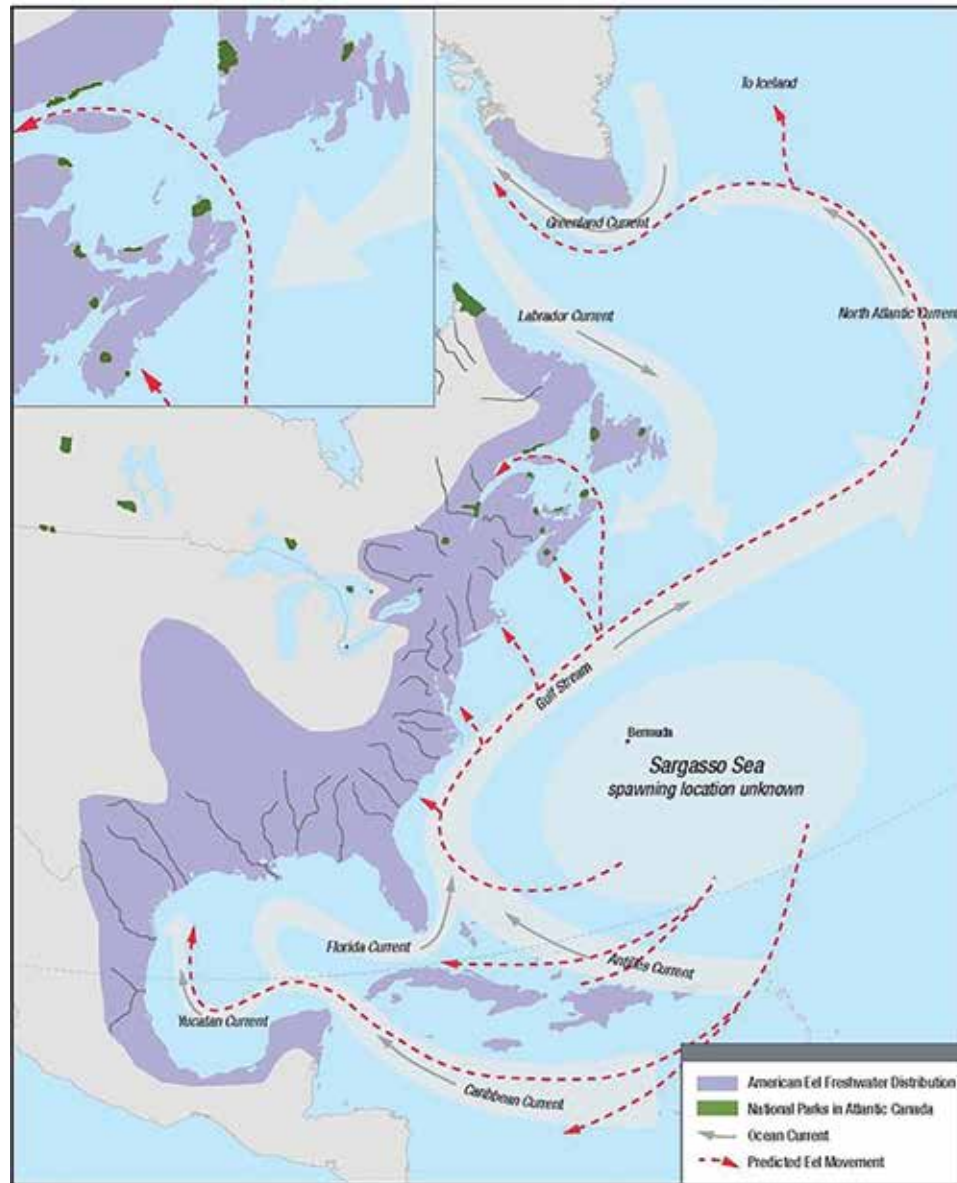 To Iceland
Greenland Current
Labrador Current
North Atlantic Current
Gulf Stream
Bermuda
Sargasso Sea
spawning location unknown
Florida Current
Antilles Current
Yucatan Current
Caribbean Current
American Eel Freshwater Distribution
National Parks in Atlantic Canada
Ocean Current
Predicted Eel Movement